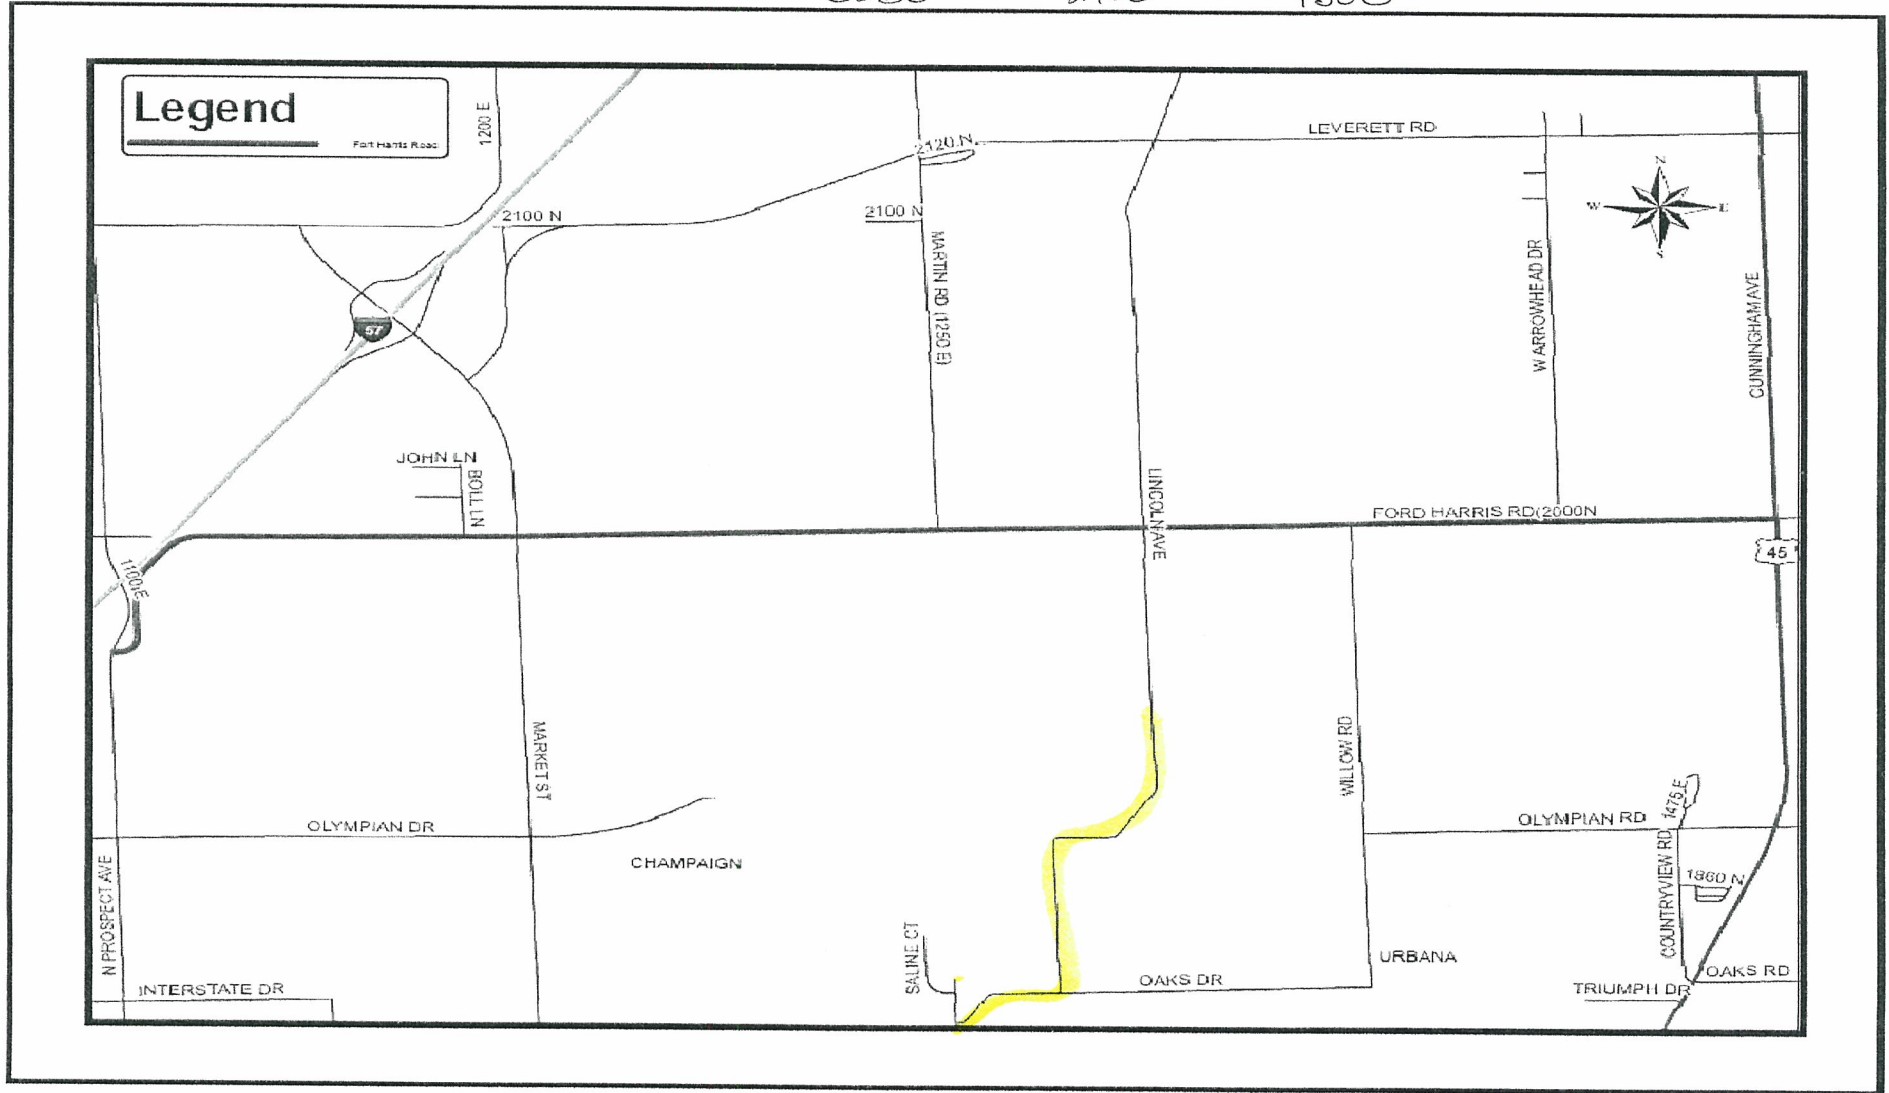 Legend
Fort Harris Road
1200 E
LEVERETT RD
2120 N
N
W
E
S
2100 N
2100 N
MARTIN RD (1250 E)
W ARROWHEAD DR
CUNNINGHAM AVE
57
JOHN LN
BOLL LN
LINCOLN AVE
FORD HARRIS RD(2000N
45
1100 E
MARKET ST
WILLOW RD
1475 E
OLYMPIAN DR
OLYMPIAN RD
CHAMPAIGN
N PROSPECT AVE
COUNTRYVIEW RD
1860 N
SALINE CT
URBANA
OAKS DR
OAKS RD
INTERSTATE DR
TRIUMPH DR